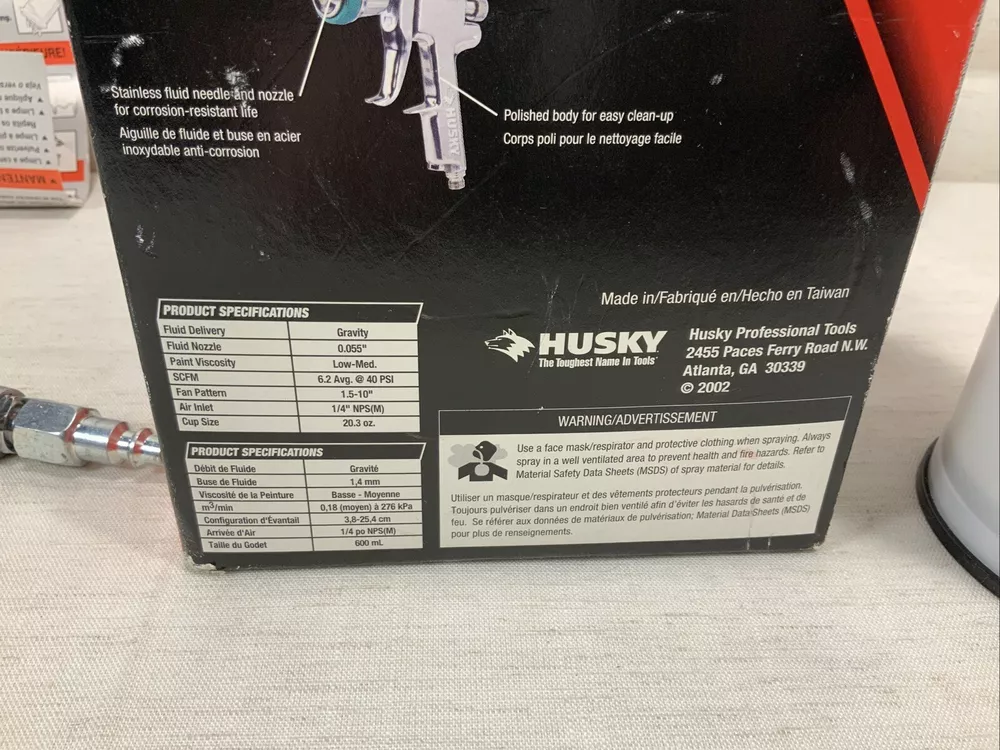 Stainless fluid needle and nozzle
for corrosion-resistant life
Aiguille de fluide et buse en acier
inoxydable anti-corrosion
HUSKY
Polished body for easy clean-up
Corps poli pour le nettoyage facile
Made in/Fabriqué en/Hecho en Taiwan
PRODUCT SPECIFICATIONS
Fluid Delivery Gravity
Fluid Nozzle 0.055"
Paint Viscosity Low-Med.
SCFM 6.2 Avg. @ 40 PSI
Fan Pattern 1.5-10"
Air Inlet 1/4" NPS(M)
Cup Size 20.3 oz.
PRODUCT SPECIFICATIONS
Débit de Fluide Gravité
Buse de Fluide 1,4 mm
Viscosité de la Peinture Basse - Moyenne
m³/min 0,18 (moyen) à 276 kPa
Configuration d'Évantail 3,8-25,4 cm
Arrivée d'Air 1/4 po NPS(M)
Taille du Godet 600 mL
HUSKY
The Toughest Name In Tools
Husky Professional Tools
2455 Paces Ferry Road N.W.
Atlanta, GA 30339
© 2002
WARNING/ADVERTISSEMENT
Use a face mask/respirator and protective clothing when spraying. Always
spray in a well ventilated area to prevent health and fire hazards. Refer to
Material Safety Data Sheets (MSDS) of spray material for details.
Utiliser un masque/respirateur et des vêtements protecteurs pendant la pulvérisation.
Toujours pulvériser dans un endroit bien ventilé afin d'éviter les hasards de santé et de
feu. Se référer aux données de matériaux de pulvérisation; Material Data Sheets (MSDS)
pour plus de renseignements.